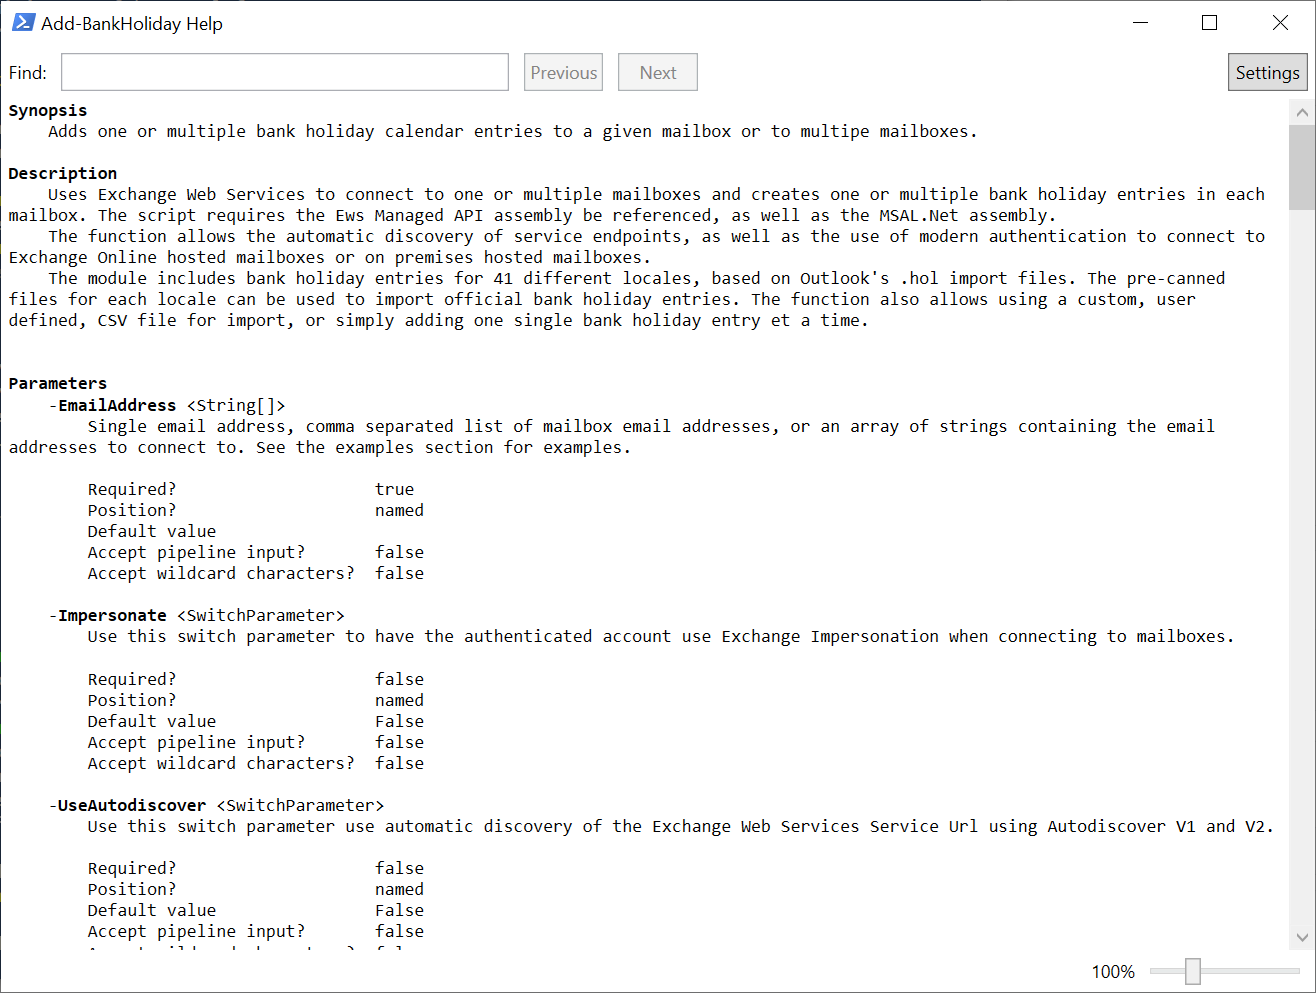 Add-BankHoliday Help
Find:
Previous
Next
Settings
Synopsis
Adds one or multiple bank holiday calendar entries to a given mailbox or to multipe mailboxes.
Description
Uses Exchange Web Services to connect to one or multiple mailboxes and creates one or multiple bank holiday entries in each
mailbox. The script requires the Ews Managed API assembly be referenced, as well as the MSAL.Net assembly.
The function allows the automatic discovery of service endpoints, as well as the use of modern authentication to connect to
Exchange Online hosted mailboxes or on premises hosted mailboxes.
The module includes bank holiday entries for 41 different locales, based on Outlook's .hol import files. The pre-canned
files for each locale can be used to import official bank holiday entries. The function also allows using a custom, user
defined, CSV file for import, or simply adding one single bank holiday entry et a time.
Parameters
-EmailAddress <String[]>
Single email address, comma separated list of mailbox email addresses, or an array of strings containing the email
addresses to connect to. See the examples section for examples.
Required? true
Position? named
Default value
Accept pipeline input? false
Accept wildcard characters? false
-Impersonate <SwitchParameter>
Use this switch parameter to have the authenticated account use Exchange Impersonation when connecting to mailboxes.
Required? false
Position? named
Default value False
Accept pipeline input? false
Accept wildcard characters? false
-UseAutodiscover <SwitchParameter>
Use this switch parameter use automatic discovery of the Exchange Web Services Service Url using Autodiscover V1 and V2.
Required? false
Position? named
Default value False
Accept pipeline input? false
100%